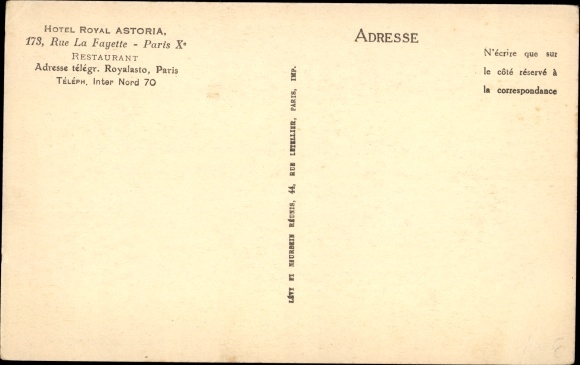 HOTEL ROYAL ASTORIA,
173, Rue La Fayette - Paris Xe
RESTAURANT
Adresse télégr. Royalasto, Paris
TÉLÉPH, Inter Nord 70
ADRESSE
N'écrire que sur
le côté réservé à
la correspondance
LÉVY ET NEURDEIN RÉUNIS, 44, RUE LETELLIER, PARIS, IMP.